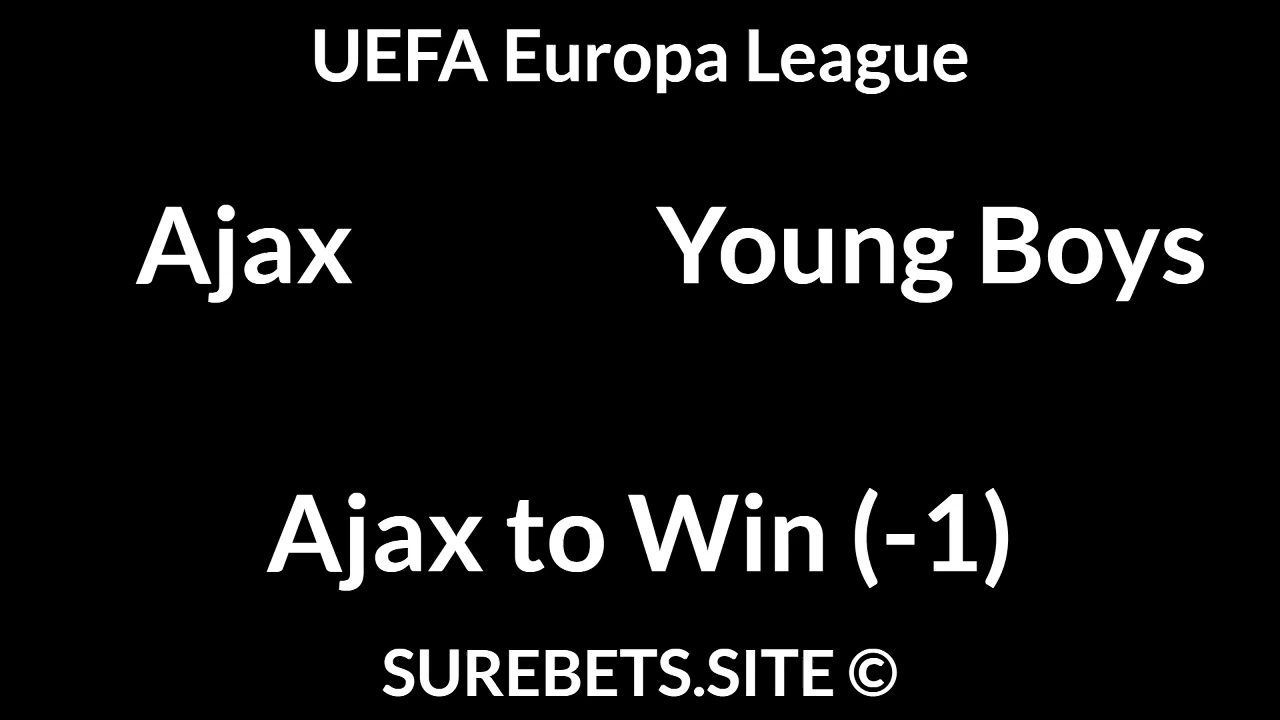 UEFA Europa League
Ajax Young Boys
Ajax to Win (-1)
SUREBETS.SITE ©